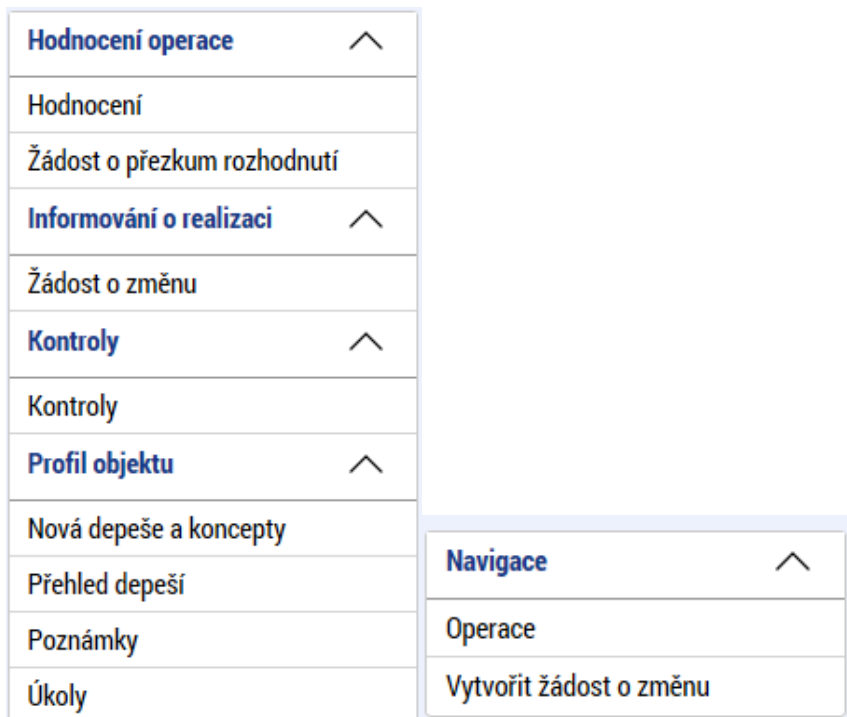 Hodnocení operace
Hodnocení
Žádost o přezkum rozhodnutí
Informování o realizaci
Žádost o změnu
Kontroly
Kontroly
Profil objektu
Nová depeše a koncepty
Přehled depeší
Poznámky
Úkoly
Navigace
Operace
Vytvořit žádost o změnu